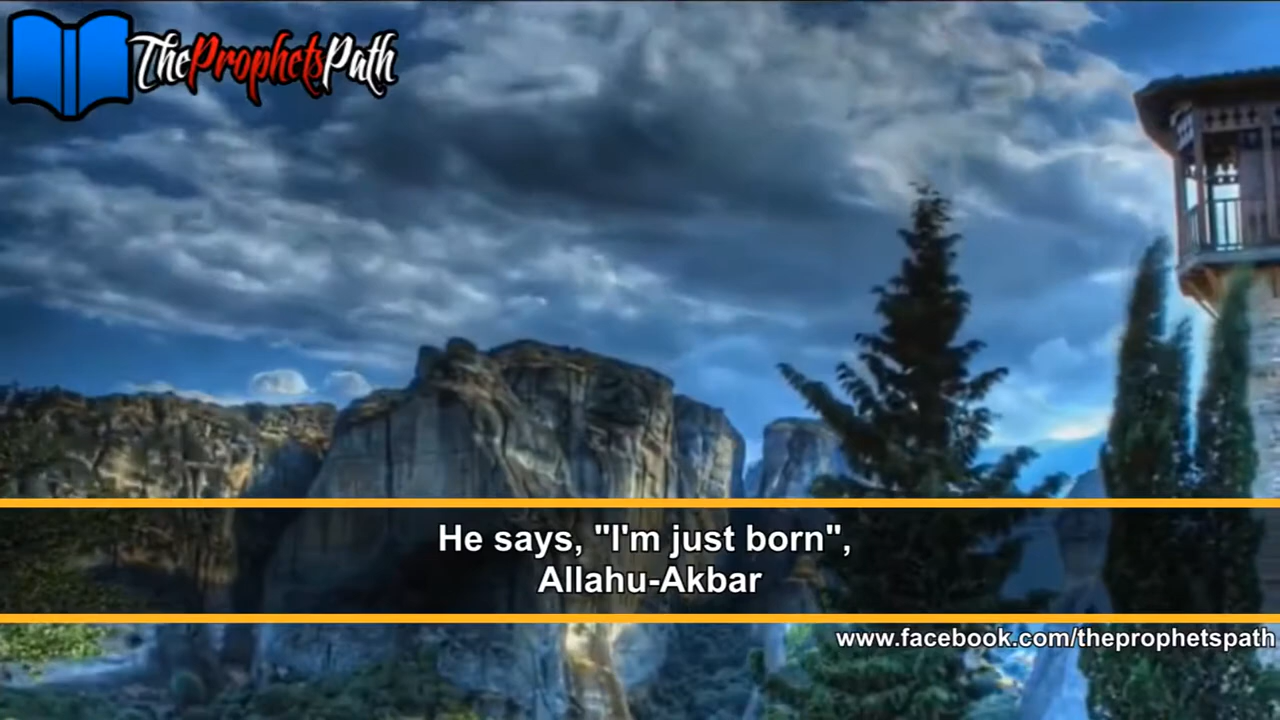 TheProphetsPath
He says, "I'm just born",
Allahu-Akbar
www.facebook.com/theprophetspath